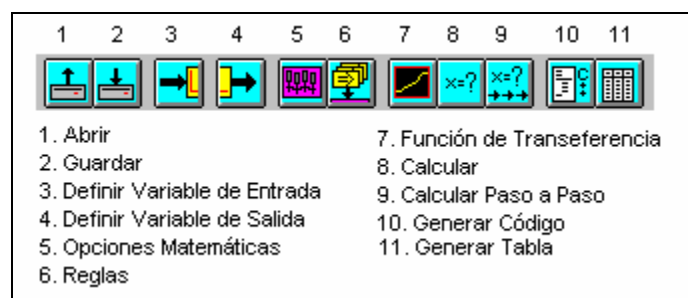 1 2 3 4 5 6 7 8 9 10 11
x=? x=?
C
1. Abrir
2. Guardar
3. Definir Variable de Entrada
4. Definir Variable de Salida
5. Opciones Matemáticas
6. Reglas
7. Función de Transeferencia
8. Calcular
9. Calcular Paso a Paso
10. Generar Código
11. Generar Tabla